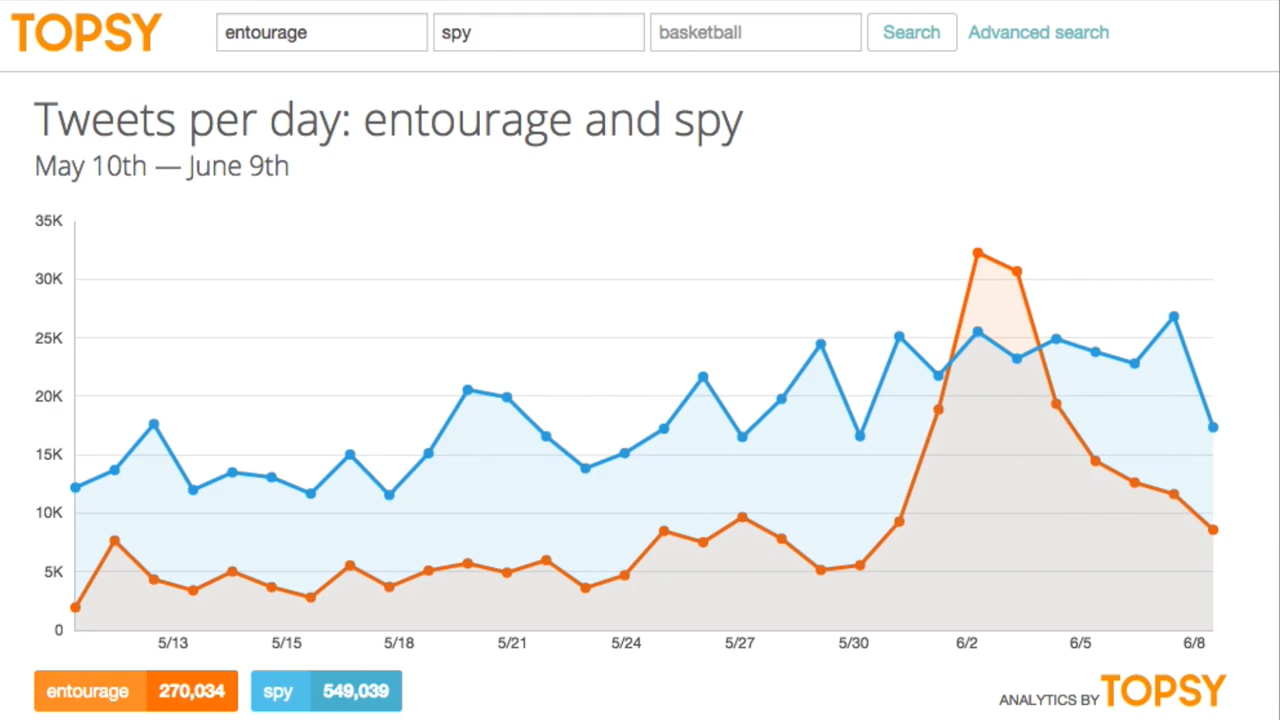 TOPSY entourage spy basketball Search Advanced search
Tweets per day: entourage and spy
May 10th — June 9th
35K
30K
25K
20K
15K
10K
5K
0
5/13 5/15 5/18 5/21 5/24 5/27 5/30 6/2 6/5 6/8
entourage 270,034 spy 549,039
ANALYTICS BY TOPSY